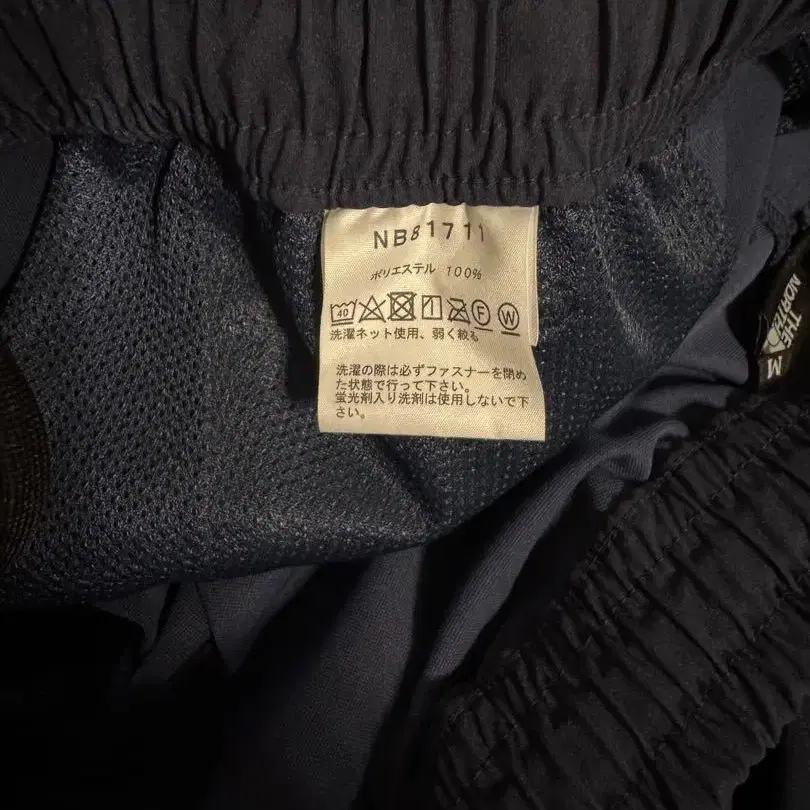 NB81711
ポリエステル 100%
40
F
W
洗濯ネット使用、弱く絞る
洗濯の際は必ずファスナーを閉め
た状態で行って下さい。
蛍光剤入り洗剤は使用しないで下
さい。
THE
NORTH
M